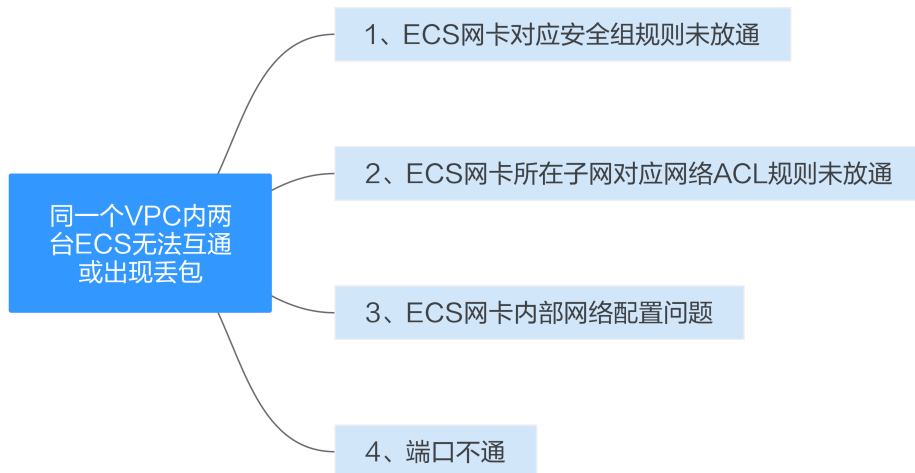 同一个VPC内两
台ECS无法互通
或出现丢包
1、ECS网卡对应安全组规则未放通
2、ECS网卡所在子网对应网络ACL规则未放通
3、ECS网卡内部网络配置问题
4、端口不通